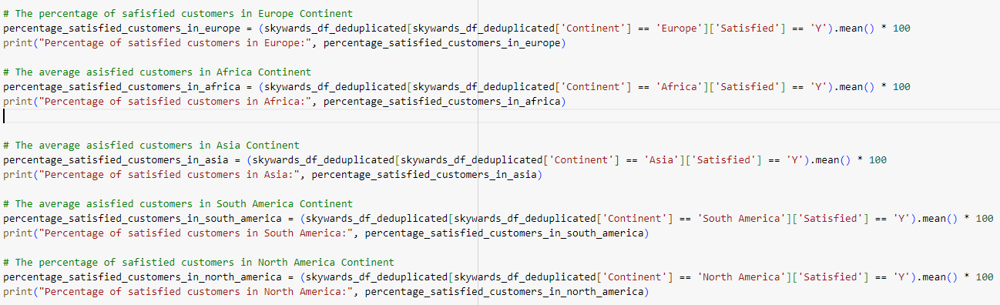 # The percentage of safisfied customers in Europe Continent
percentage_satisfied_customers_in_europe = (skywards_df_deduplicated[skywards_df_deduplicated['Continent'] == 'Europe']['Satisfied'] == 'Y').mean() * 100
print("Percentage of satisfied customers in Europe:", percentage_satisfied_customers_in_europe)
# The average asisfied customers in Africa Continent
percentage_satisfied_customers_in_africa = (skywards_df_deduplicated[skywards_df_deduplicated['Continent'] == 'Africa']['Satisfied'] == 'Y').mean() * 100
print("Percentage of satisfied customers in Africa:", percentage_satisfied_customers_in_africa)
# The average asisfied customers in Asia Continent
percentage_satisfied_customers_in_asia = (skywards_df_deduplicated[skywards_df_deduplicated['Continent'] == 'Asia']['Satisfied'] == 'Y').mean() * 100
print("Percentage of satisfied customers in Asia:", percentage_satisfied_customers_in_asia)
# The average asisfied customers in South America Continent
percentage_satisfied_customers_in_south_america = (skywards_df_deduplicated[skywards_df_deduplicated['Continent'] == 'South America']['Satisfied'] == 'Y').mean() * 100
print("Percentage of satisfied customers in South America:", percentage_satisfied_customers_in_south_america)
# The percentage of safistied customers in North America Continent
percentage_satisfied_customers_in_north_america = (skywards_df_deduplicated[skywards_df_deduplicated['Continent'] == 'North America']['Satisfied'] == 'Y').mean() * 100
print("Percentage of satisfied customers in North America:", percentage_satisfied_customers_in_north_america)